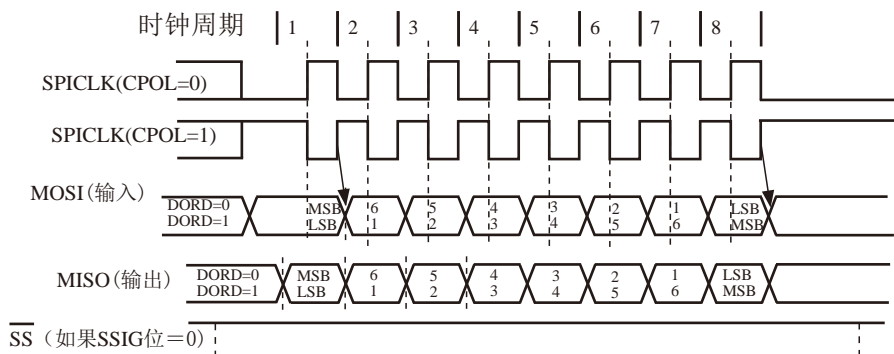 时钟周期 1 2 3 4 5 6 7 8
SPICLK(CPOL=0)
SPICLK(CPOL=1)
MOSI(输入)
DORD=0 MSB 6 5 4 3 2 1 LSB
DORD=1 LSB 1 2 3 4 5 6 MSB
MISO(输出)
DORD=0 MSB 6 5 4 3 2 1 LSB
DORD=1 LSB 1 2 3 4 5 6 MSB
SS（如果SSIG位＝0）